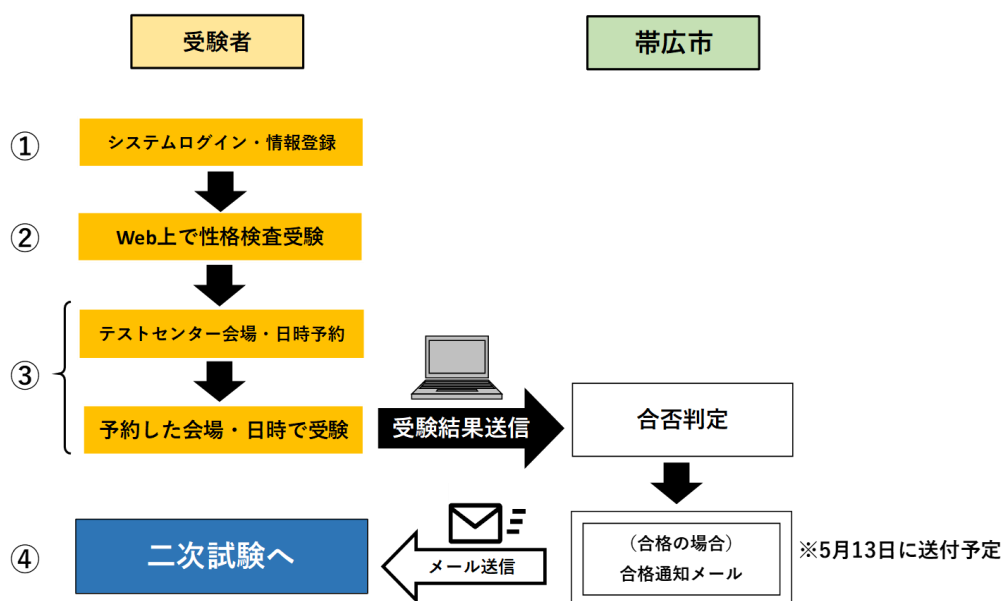 受験者
帯広市
①
システムログイン・情報登録
②
Web上で性格検査受験
③
テストセンター会場・日時予約
予約した会場・日時で受験
受験結果送信
合否判定
④
二次試験へ
メール送信
（合格の場合）
合格通知メール
※5月13日に送付予定